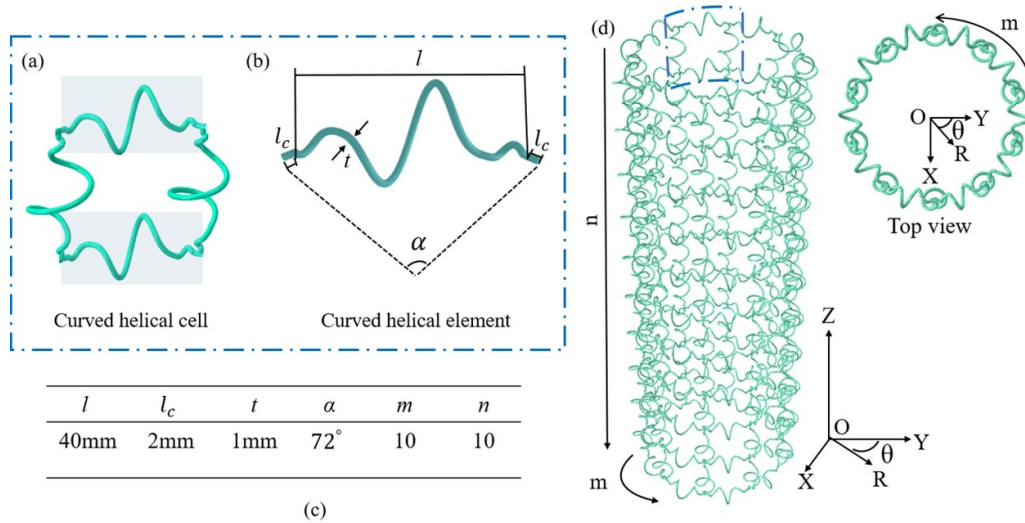 (a)
Curved helical cell
(b)
l
l_c
t
l_c
α
Curved helical element
l l_c t α m n
40mm 2mm 1mm 72° 10 10
(c)
(d)
n
m
m
O
θ
Y
R
X
Top view
Z
O
Y
θ
X
R